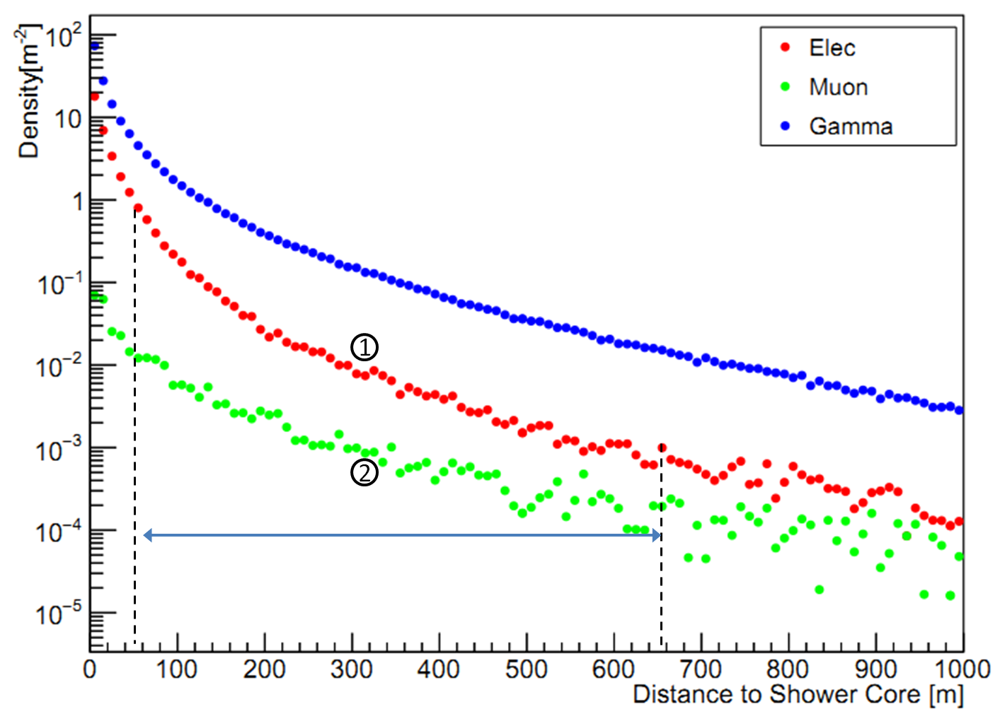 Density[m⁻²]
10²
10
1
10⁻¹
10⁻²
10⁻³
10⁻⁴
10⁻⁵
Elec
Muon
Gamma
①
②
0 100 200 300 400 500 600 700 800 900 1000
Distance to Shower Core [m]